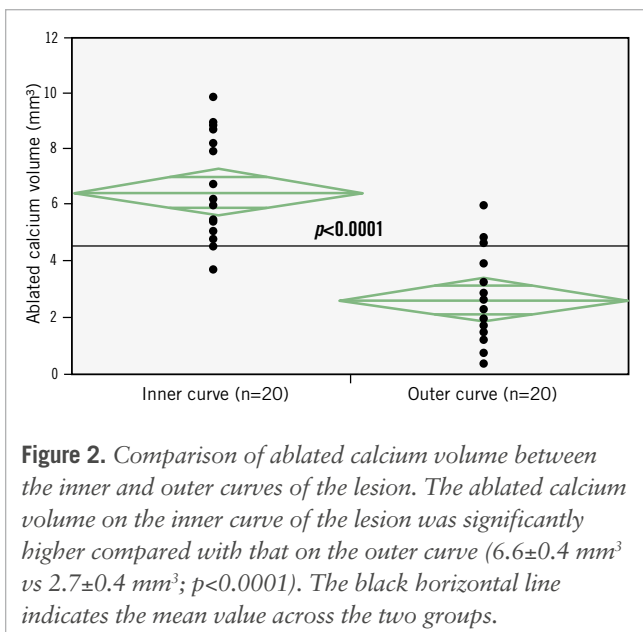 12
10
8
6
4
2
0
Ablated calcium volume (mm³)
p<0.0001
Inner curve (n=20)
Outer curve (n=20)
Figure 2. Comparison of ablated calcium volume between
the inner and outer curves of the lesion. The ablated calcium
volume on the inner curve of the lesion was significantly
higher compared with that on the outer curve (6.6±0.4 mm³
vs 2.7±0.4 mm³; p<0.0001). The black horizontal line
indicates the mean value across the two groups.